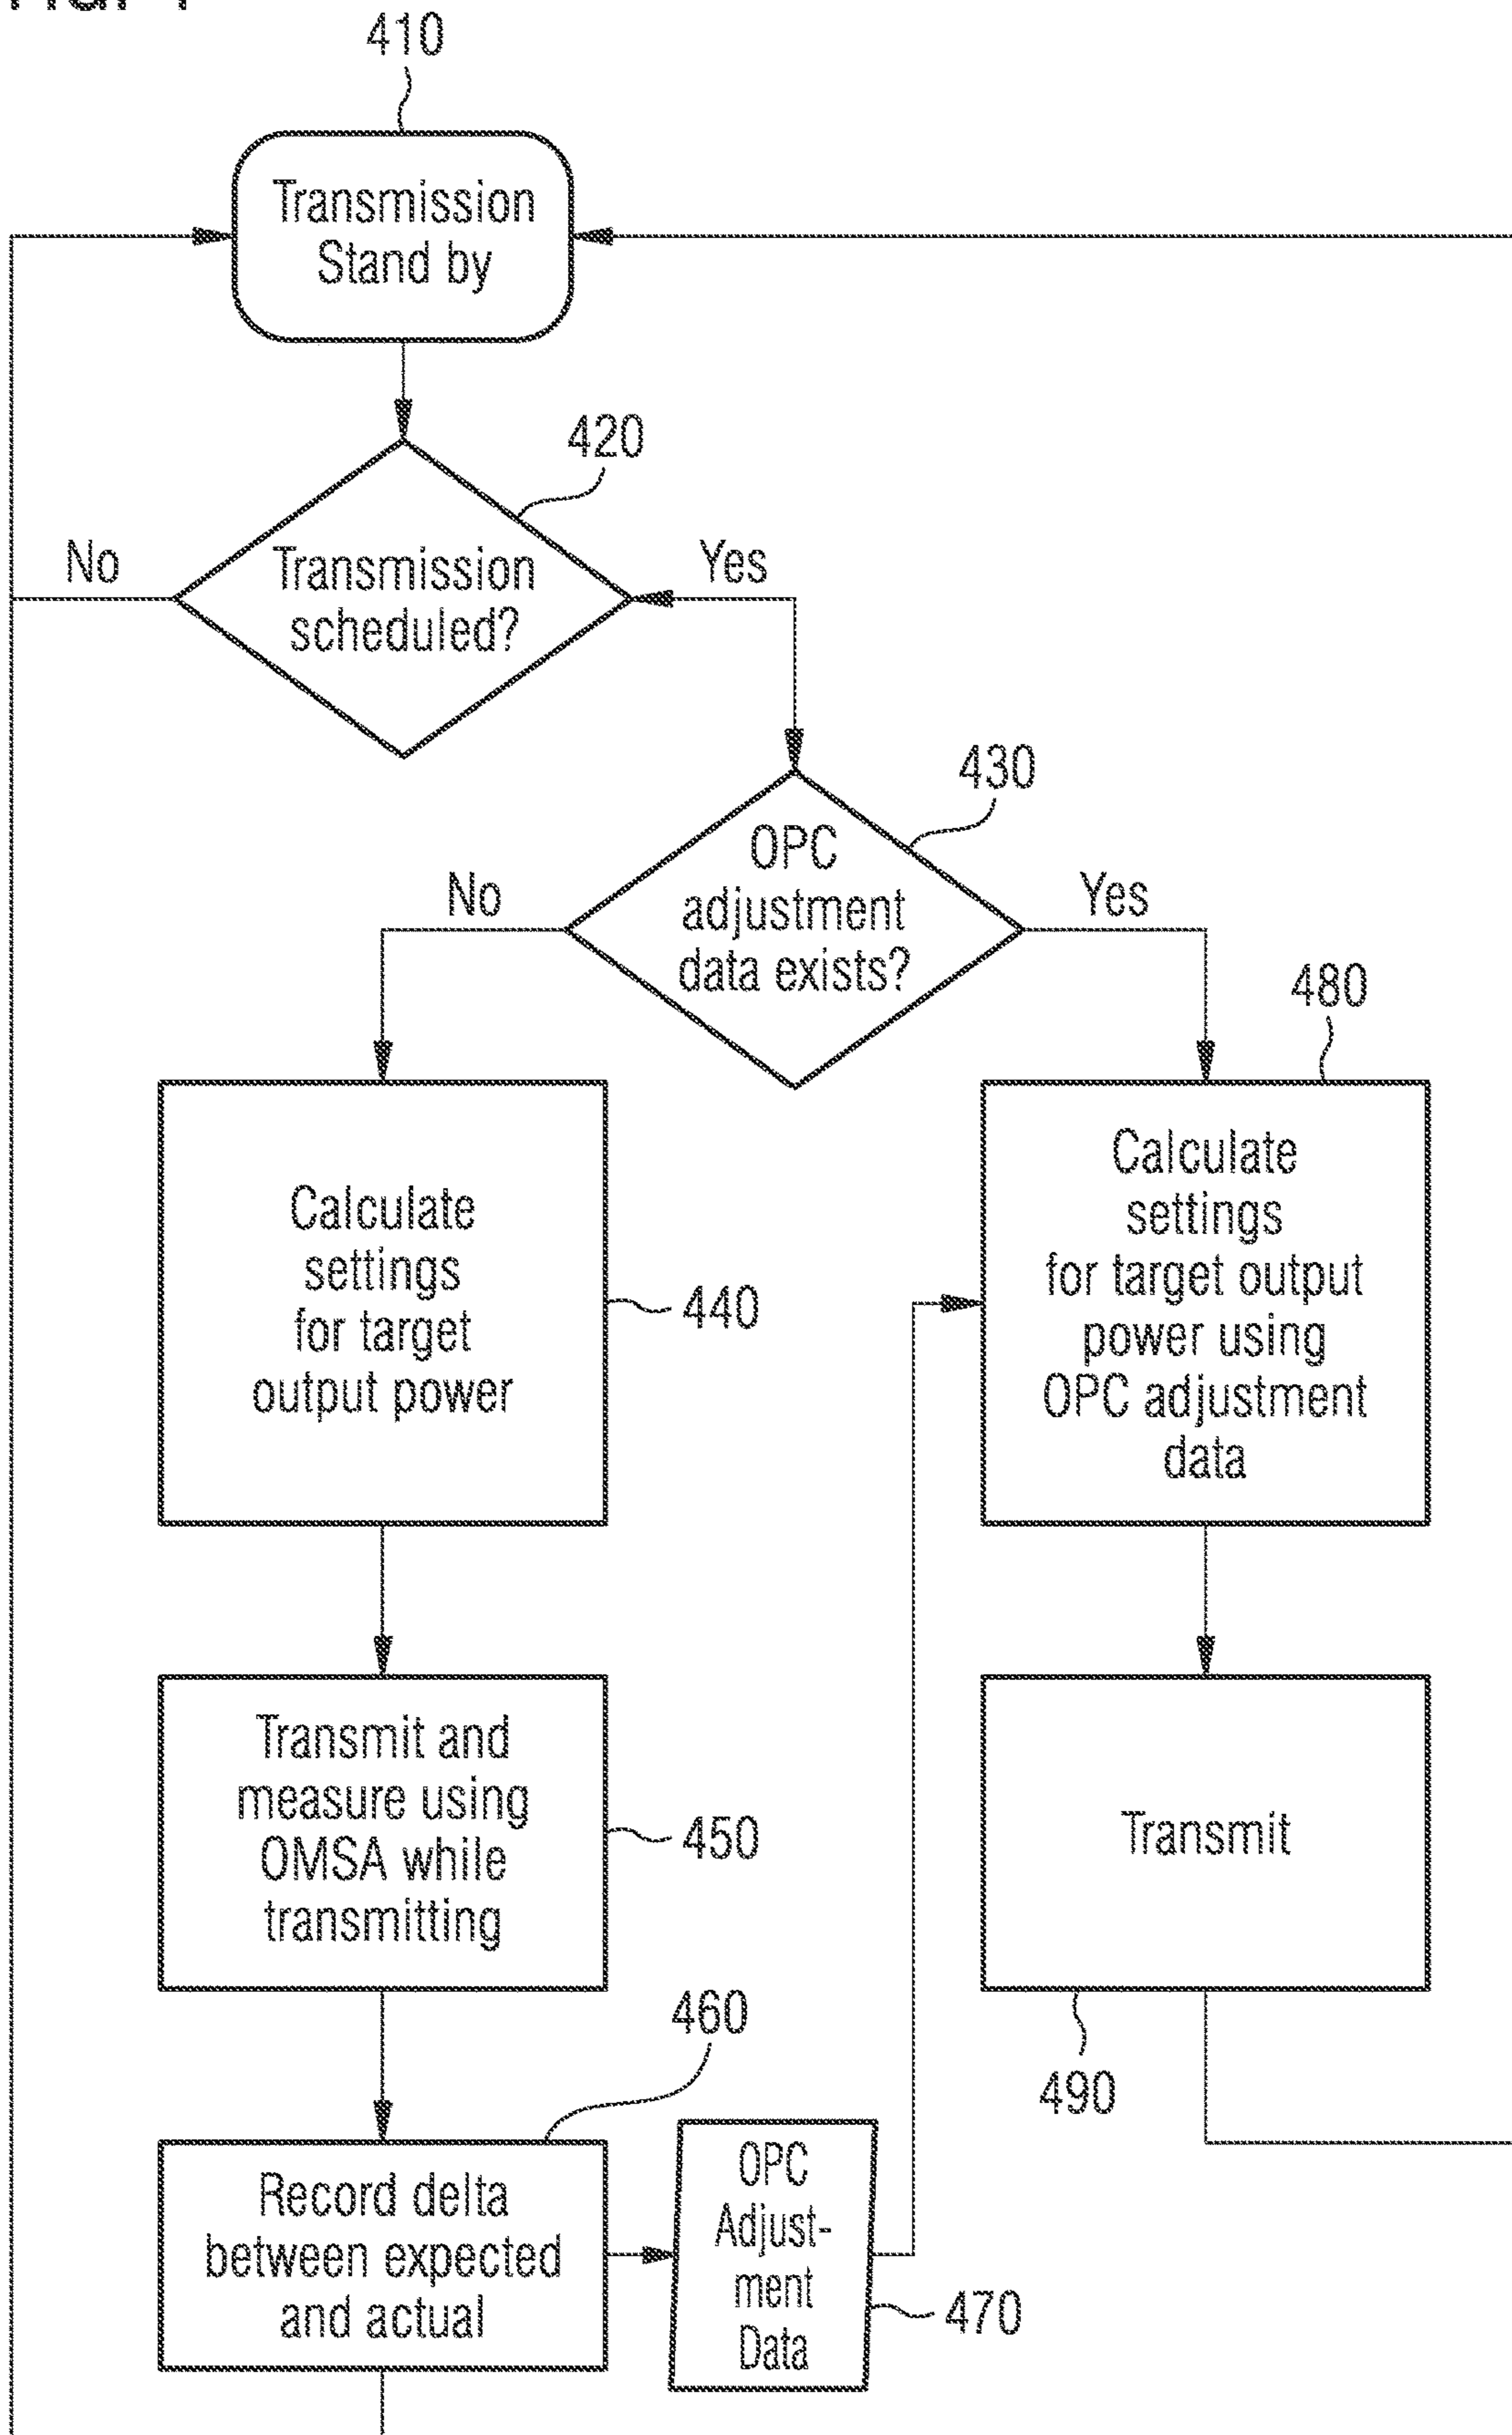 410
Transmission
Stand by
420
No
Transmission
scheduled?
Yes
430
No
OPC
adjustment
data exists?
Yes
480
Calculate
settings
for target
output power
440
Calculate
settings
for target output
power using
OPC adjustment
data
Transmit and
measure using
OMSA while
transmitting
450
Transmit
460
490
Record delta
between expected
and actual
OPC
Adjust-
ment
Data
470